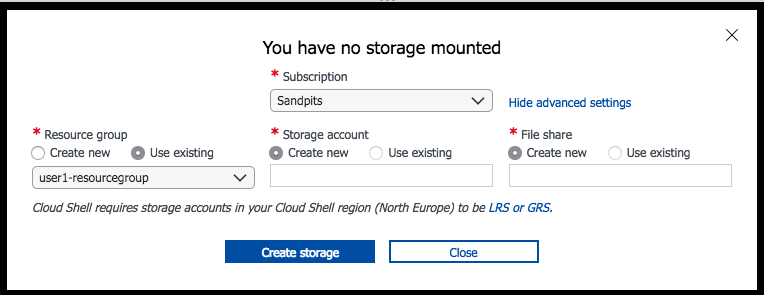 You have no storage mounted
* Subscription
Sandpits
Hide advanced settings
* Resource group
Create new Use existing
user1-resourcegroup
* Storage account
Create new Use existing
* File share
Create new Use existing
Cloud Shell requires storage accounts in your Cloud Shell region (North Europe) to be LRS or GRS.
Create storage
Close